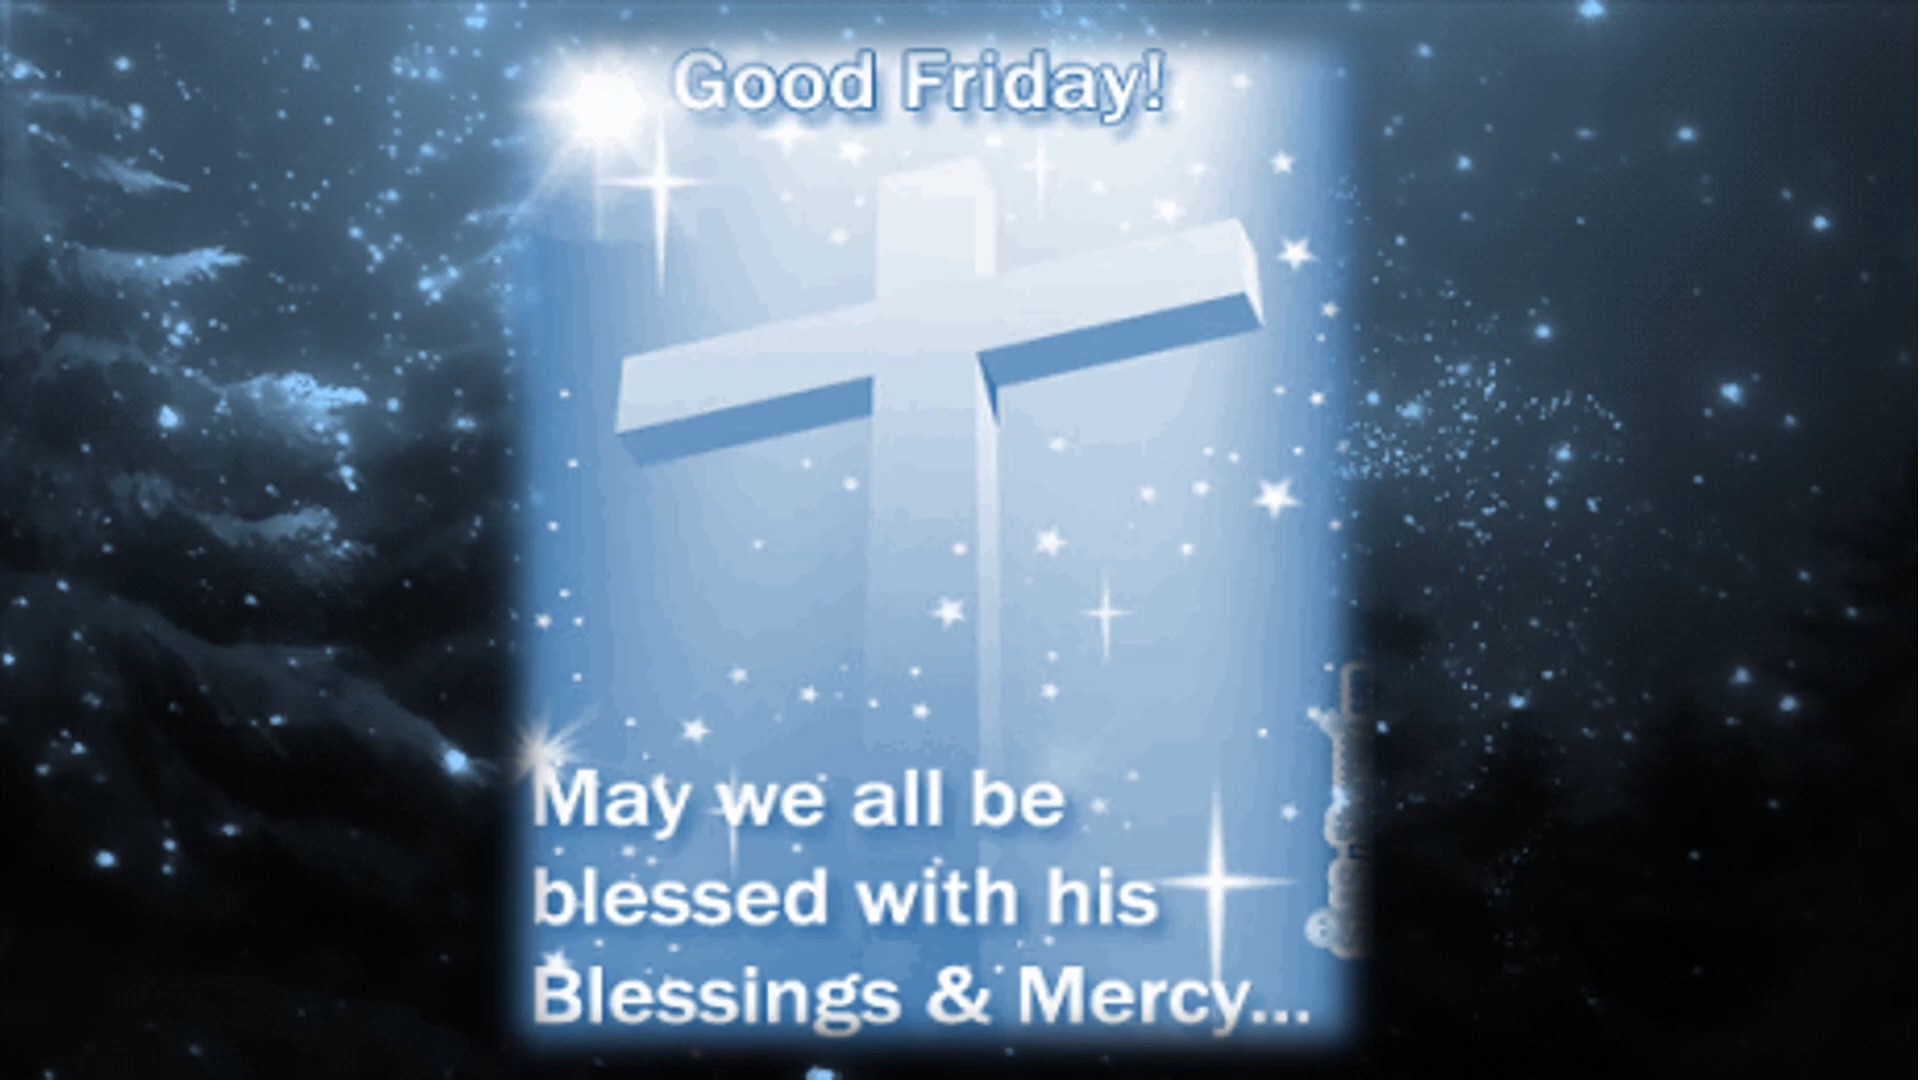 Good Friday!
May we all be
blessed with his
Blessings & Mercy...